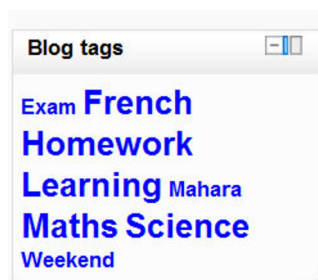 Blog tags
Exam French
Homework
Learning Mahara
Maths Science
Weekend